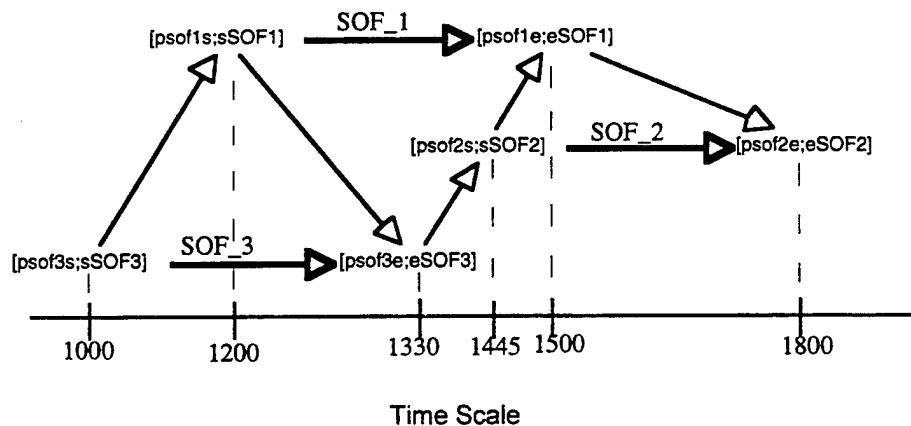 SOF_1
[psof1s;sSOF1] [psof1e;eSOF1]
SOF_2
[psof2s;sSOF2] [psof2e;eSOF2]
SOF_3
[psof3s;sSOF3] [psof3e;eSOF3]
1000 1200 1330 1445 1500 1800
Time Scale